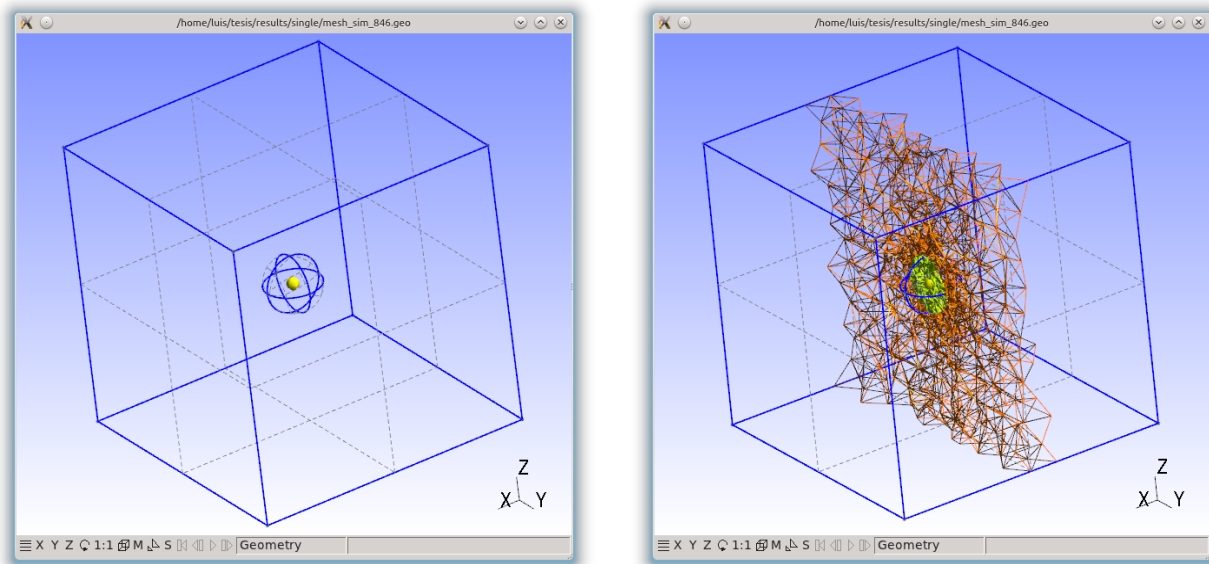 /home/luis/tesis/results/single/mesh_sim_846.geo
Z
X Y
X Y Z 1:1 M S Geometry
/home/luis/tesis/results/single/mesh_sim_846.geo
Z
X Y
X Y Z 1:1 M S Geometry